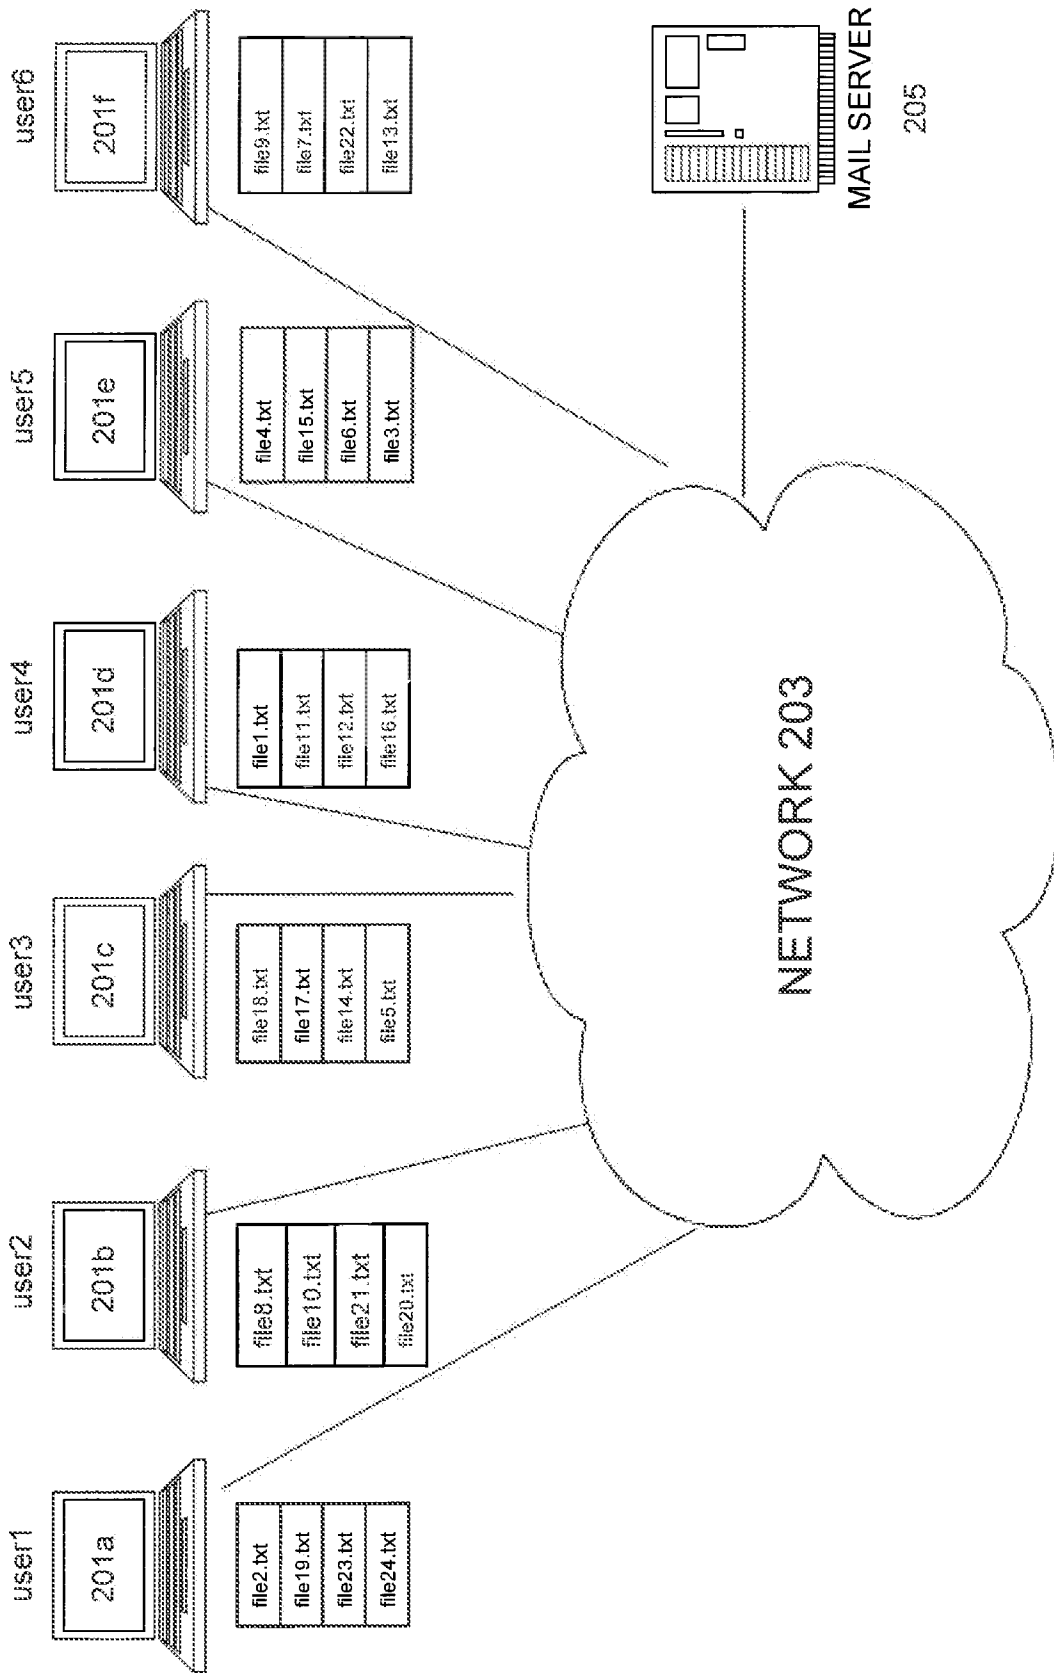 user1
user2
user3
user4
user5
user6
201a
201b
201c
201d
201e
201f
file2.txt
file19.txt
file23.txt
file24.txt
file8.txt
file10.txt
file21.txt
file20.txt
file18.txt
file17.txt
file14.txt
file5.txt
file1.txt
file11.txt
file12.txt
file16.txt
file4.txt
file15.txt
file6.txt
file3.txt
file9.txt
file7.txt
file22.txt
file13.txt
NETWORK 203
MAIL SERVER
205